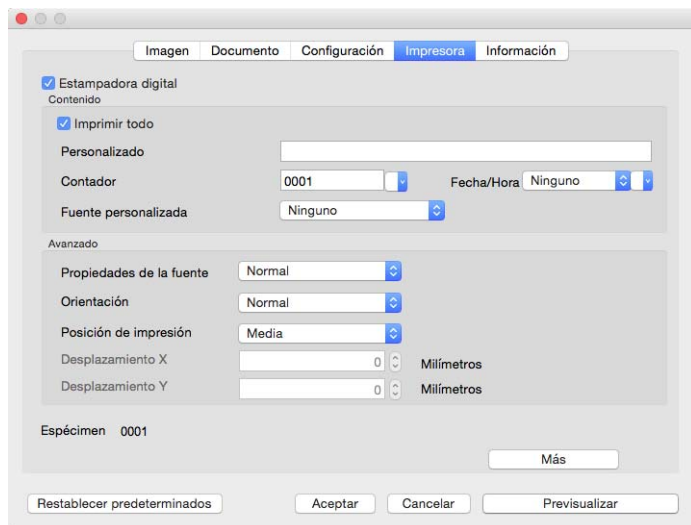 Imagen Documento Configuración Impresora Información
Estampadora digital
Contenido
Imprimir todo
Personalizado
Contador 0001 Fecha/Hora Ninguno
Fuente personalizada Ninguno
Avanzado
Propiedades de la fuente Normal
Orientación Normal
Posición de impresión Media
Desplazamiento X 0 Milímetros
Desplazamiento Y 0 Milímetros
Espécimen 0001
Más
Restablecer predeterminados Aceptar Cancelar Previsualizar